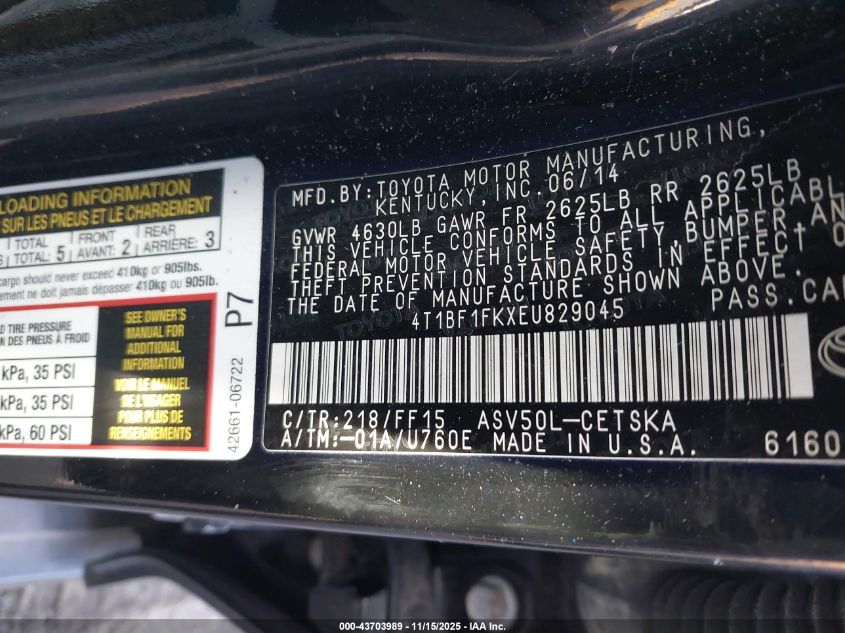 LOADING INFORMATION
SUR LES PNEUS ET LE CHARGEMENT
TOTAL 5 FRONT 2 REAR 3
TOTAL: AVANT: ARRIÈRE:
cargo should never exceed 410kg or 905lbs.
ne doit jamais dépasser 410kg ou 905lb.
TIRE PRESSURE
DES PNEUS À FROID
kPa, 35 PSI
kPa, 35 PSI
kPa, 60 PSI
SEE OWNER'S
MANUAL FOR
ADDITIONAL
INFORMATION
VOIR LE MANUEL
DE L'USAGER
POUR PLUS DE
RENSEIGNEMENTS
42661-06722 P7
MFD.BY:TOYOTA MOTOR MANUFACTURING,
KENTUCKY,INC.06/14
GVWR 4630LB GAWR FR 2625LB RR 2625LB
THIS VEHICLE CONFORMS TO ALL APPLICABL
FEDERAL MOTOR VEHICLE SAFETY,BUMPER AN
THEFT PREVENTION STANDARDS IN EFFECT O
THE DATE OF MANUFACTURE SHOWN ABOVE.
4T1BF1FKXEU829045 PASS.CA
C/TR:218/FF15 ASV50L-CETSKA
A/TM:-01A/U760E MADE IN U.S.A. 6160
000-43703989 - 11/15/2025 - IAA Inc.